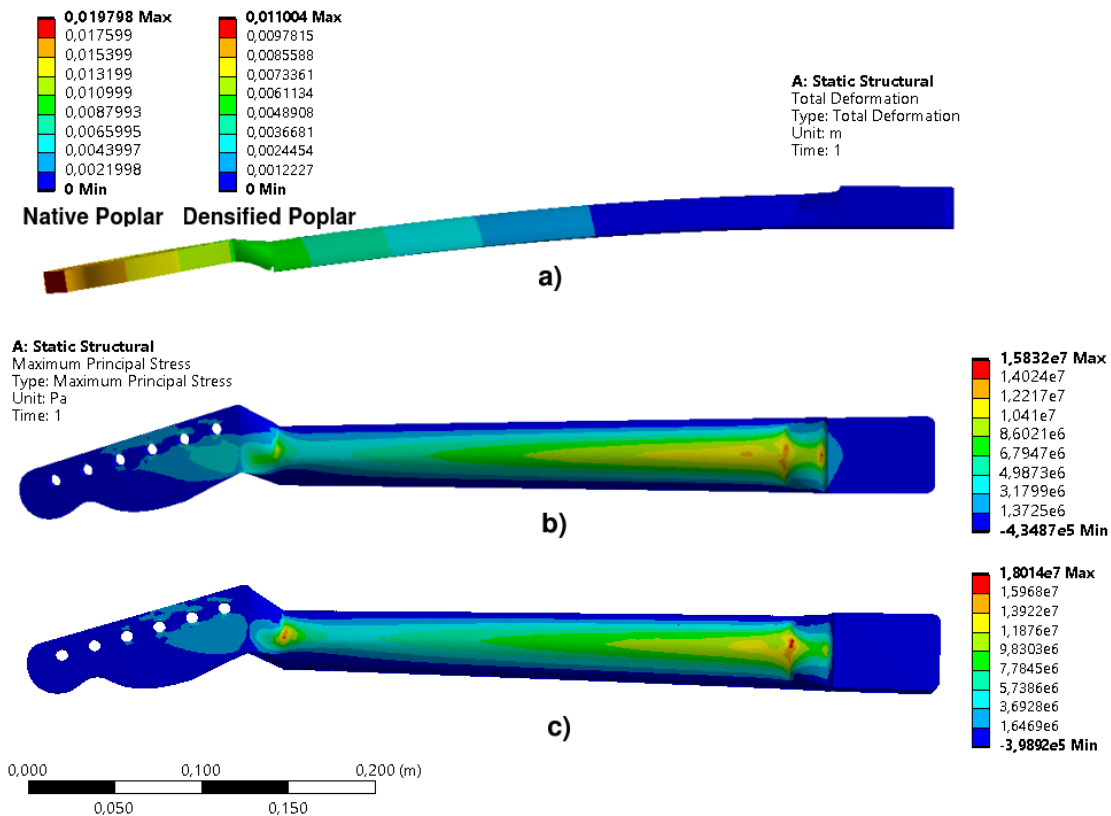 0,019798 Max
0,017599
0,015399
0,013199
0,010999
0,0087993
0,0065995
0,0043997
0,0021998
0 Min
Native Poplar
0,011004 Max
0,0097815
0,0085588
0,0073361
0,0061134
0,0048908
0,0036681
0,0024454
0,0012227
0 Min
Densified Poplar
A: Static Structural
Total Deformation
Type: Total Deformation
Unit: m
Time: 1
a)
A: Static Structural
Maximum Principal Stress
Type: Maximum Principal Stress
Unit: Pa
Time: 1
1,5832e7 Max
1,4024e7
1,2217e7
1,041e7
8,6021e6
6,7947e6
4,9873e6
3,1799e6
1,3725e6
-4,3487e5 Min
b)
1,8014e7 Max
1,5968e7
1,3922e7
1,1876e7
9,8303e6
7,7845e6
5,7386e6
3,6928e6
1,6469e6
-3,9892e5 Min
c)
0,000
0,100
0,200 (m)
0,050
0,150